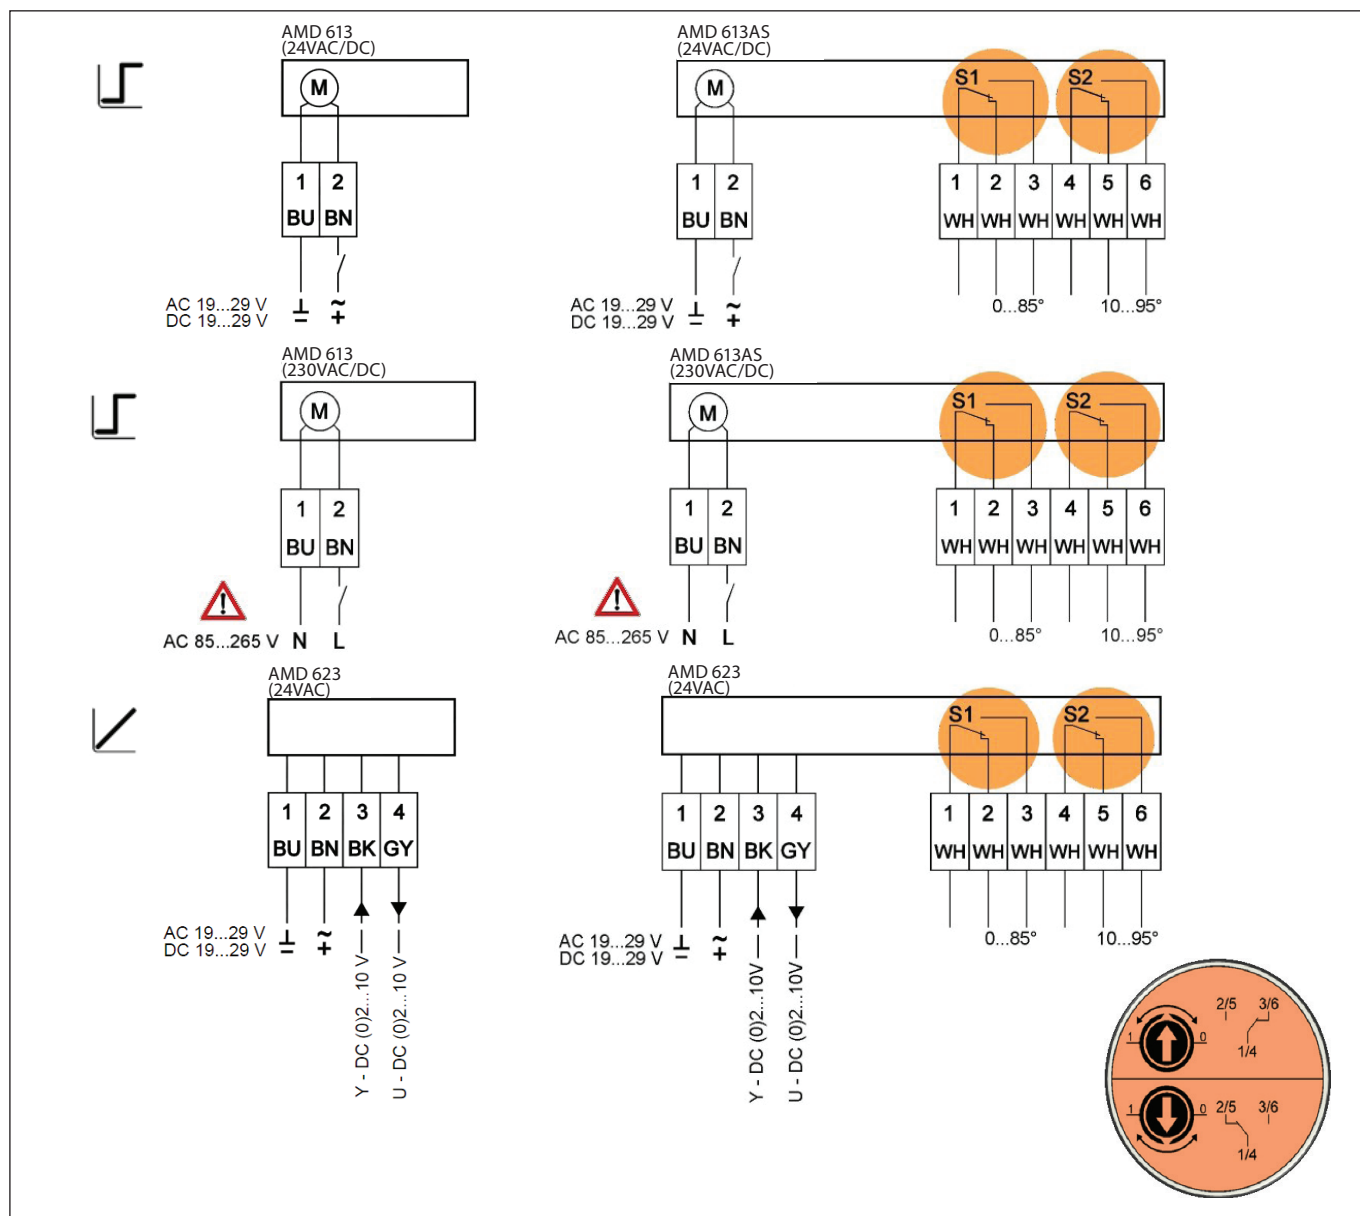 AMD 613
(24VAC/DC)
M
1 2
BU BN
AC 19...29 V ⊥ ~
DC 19...29 V − +
AMD 613AS
(24VAC/DC)
M S1 S2
1 2 1 2 3 4 5 6
BU BN WH WH WH WH WH WH
AC 19...29 V ⊥ ~ 0...85° 10...95°
DC 19...29 V − +
AMD 613
(230VAC/DC)
M
1 2
BU BN
AC 85...265 V N L
AMD 613AS
(230VAC/DC)
M S1 S2
1 2 1 2 3 4 5 6
BU BN WH WH WH WH WH WH
0...85° 10...95°
AC 85...265 V N L
AMD 623
(24VAC)
1 2 3 4
BU BN BK GY
AC 19...29 V ⊥ ~
DC 19...29 V − +
Y - DC (0)2...10 V
U - DC (0)2...10 V
AMD 623
(24VAC)
S1 S2
1 2 3 4 1 2 3 4 5 6
BU BN BK GY WH WH WH WH WH WH
AC 19...29 V ⊥ ~ 0...85° 10...95°
DC 19...29 V − +
Y - DC (0)2...10V
U - DC (0)2...10V
2/5 3/6
1 0
1/4
1 0 2/5 3/6
1/4